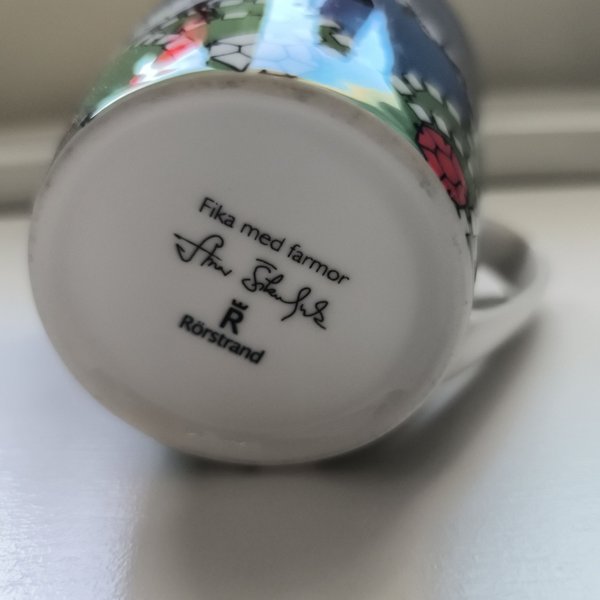 Fika med farmor
R
Rörstrand